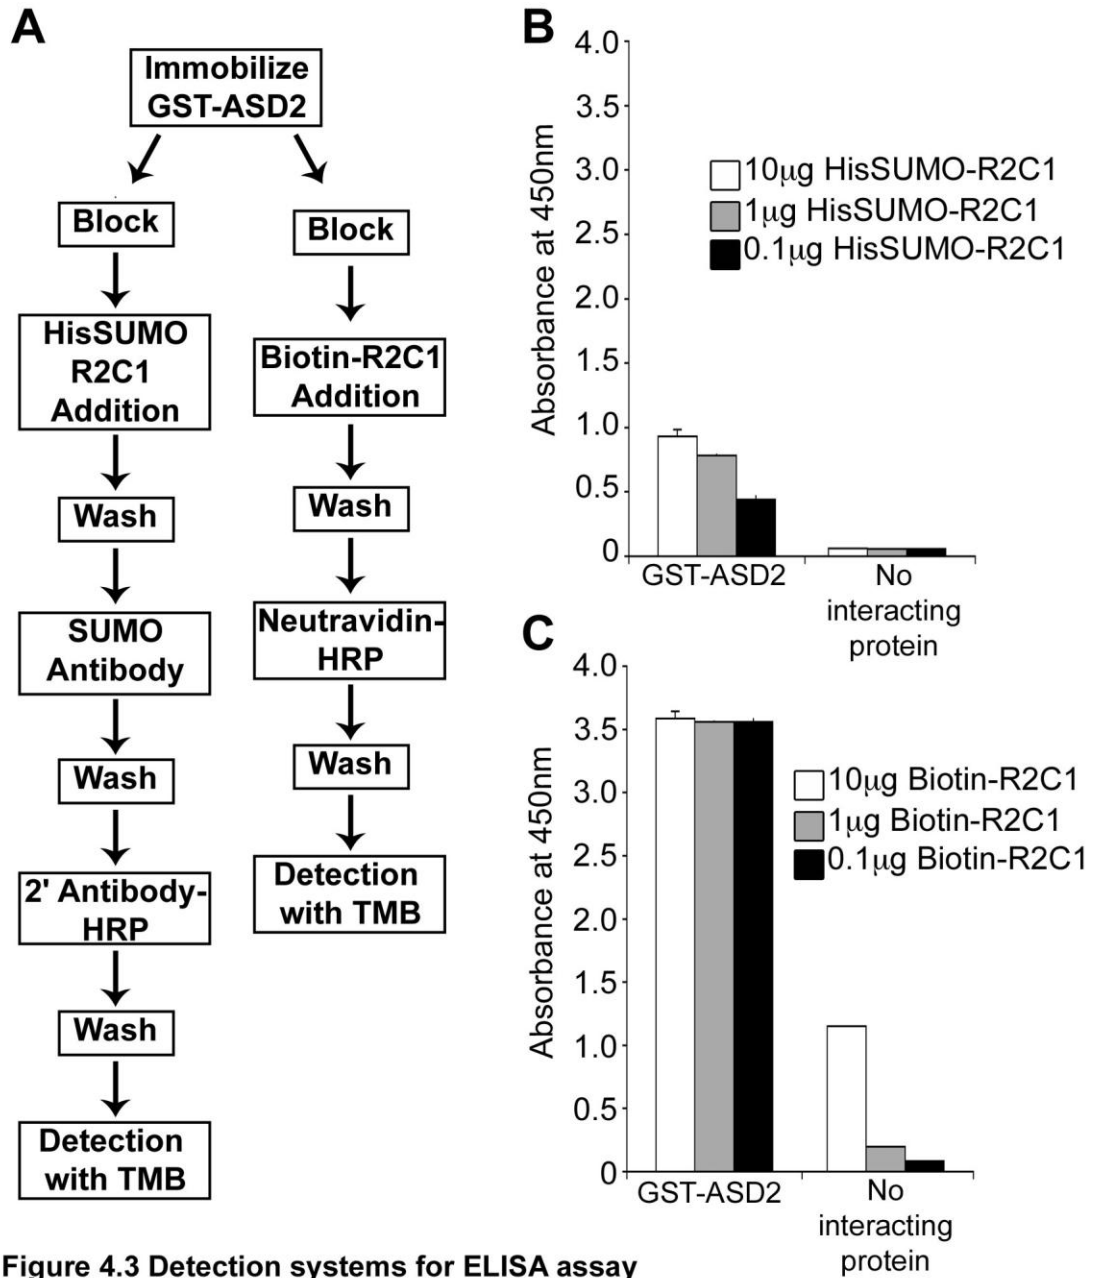 A
Immobilize
GST-ASD2
Block
HisSUMO
R2C1
Addition
Wash
SUMO
Antibody
Wash
2' Antibody-
HRP
Wash
Detection
with TMB
Block
Biotin-R2C1
Addition
Wash
Neutravidin-
HRP
Wash
Detection
with TMB
B
Absorbance at 450nm
4.0
3.5
3.0
2.5
2.0
1.5
1.0
0.5
0
10µg HisSUMO-R2C1
1µg HisSUMO-R2C1
0.1µg HisSUMO-R2C1
GST-ASD2
No
interacting
protein
C
Absorbance at 450nm
4.0
3.5
3.0
2.5
2.0
1.5
1.0
0.5
0
10µg Biotin-R2C1
1µg Biotin-R2C1
0.1µg Biotin-R2C1
GST-ASD2
No
interacting
protein
Figure 4.3 Detection systems for ELISA assay